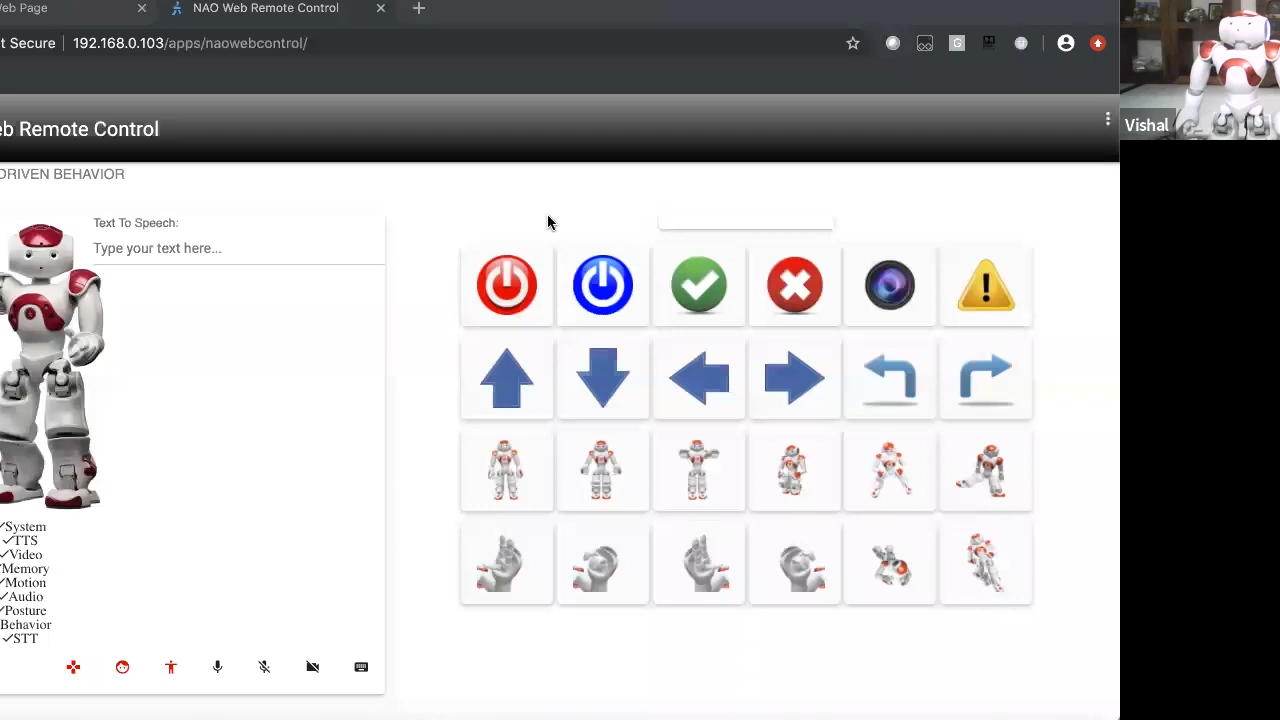 eb Page
NAO Web Remote Control
t Secure
192.168.0.103/apps/naowebcontrol/
eb Remote Control
Vishal
DRIVEN BEHAVIOR
Text To Speech:
Type your text here...
✓System
✓TTS
✓Video
Memory
✓Motion
✓Audio
✓Posture
Behavior
✓STT